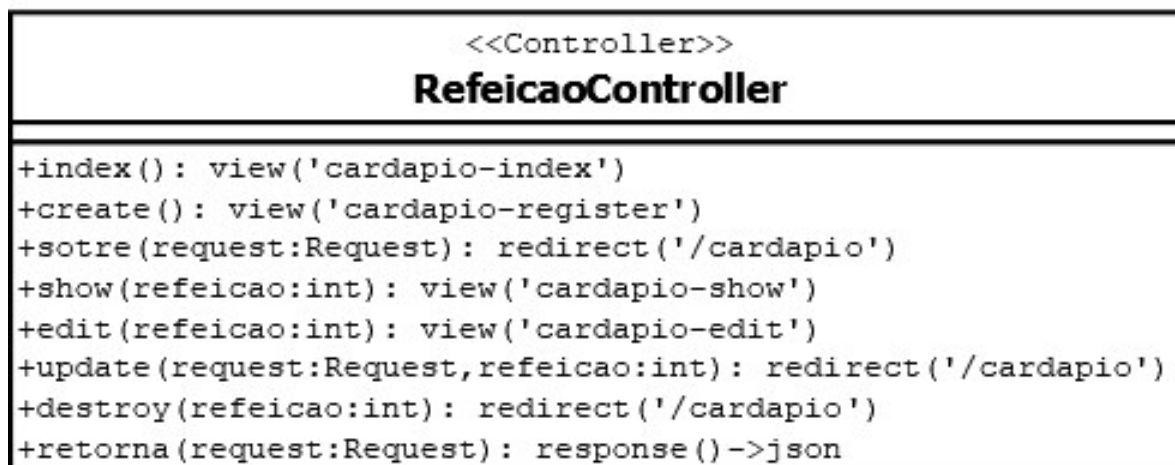 <<Controller>>
RefeicaoController
+index(): view('cardapio-index')
+create(): view('cardapio-register')
+sotre(request:Request): redirect('/cardapio')
+show(refeicao:int): view('cardapio-show')
+edit(refeicao:int): view('cardapio-edit')
+update(request:Request,refeicao:int): redirect('/cardapio')
+destroy(refeicao:int): redirect('/cardapio')
+retorna(request:Request): response()->json